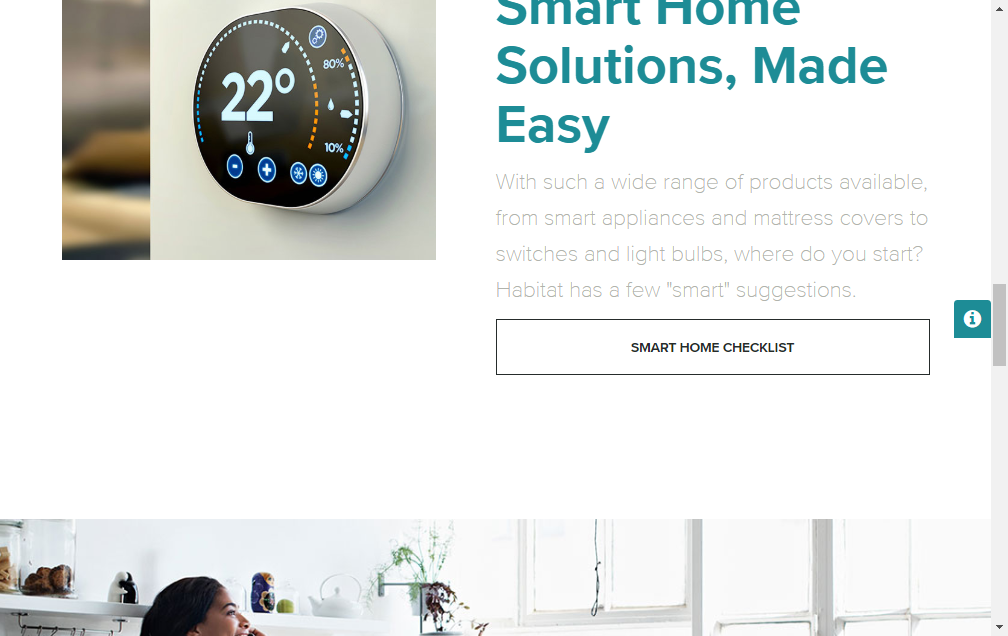 Smart Home
Solutions, Made
Easy
With such a wide range of products available,
from smart appliances and mattress covers to
switches and light bulbs, where do you start?
Habitat has a few "smart" suggestions.
SMART HOME CHECKLIST
80%
22°
10%